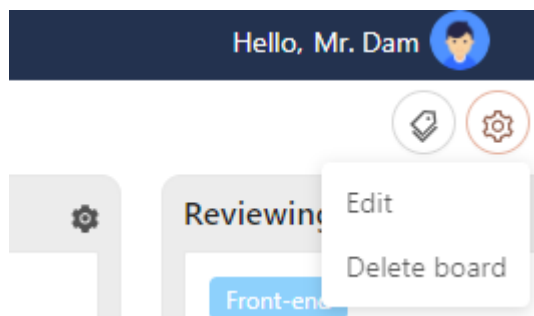 Hello, Mr. Dam
Edit
Reviewing
Delete board
Front-end